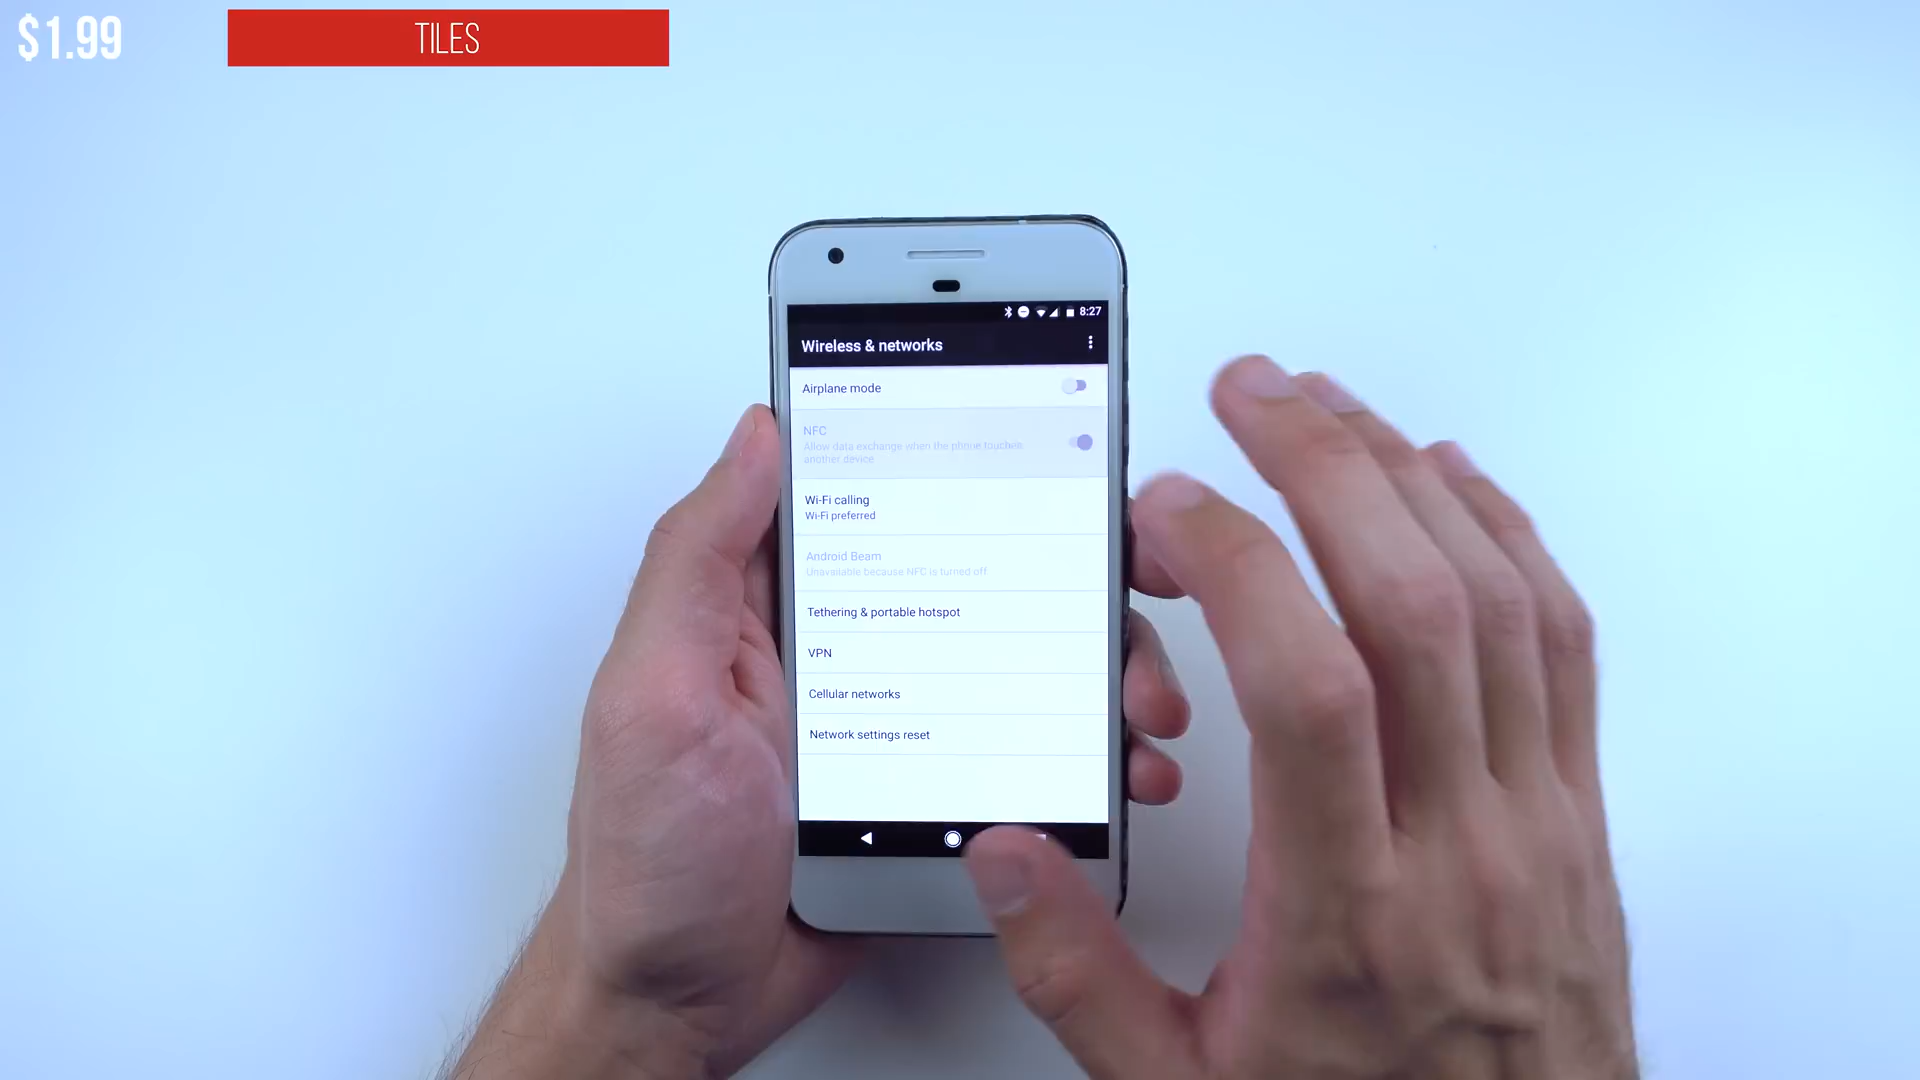 $1.99
TILES
8:27
Wireless & networks
Airplane mode
NFC
Allow data exchange when the phone touches
another device
Wi-Fi calling
Wi-Fi preferred
Android Beam
Unavailable because NFC is turned off
Tethering & portable hotspot
VPN
Cellular networks
Network settings reset